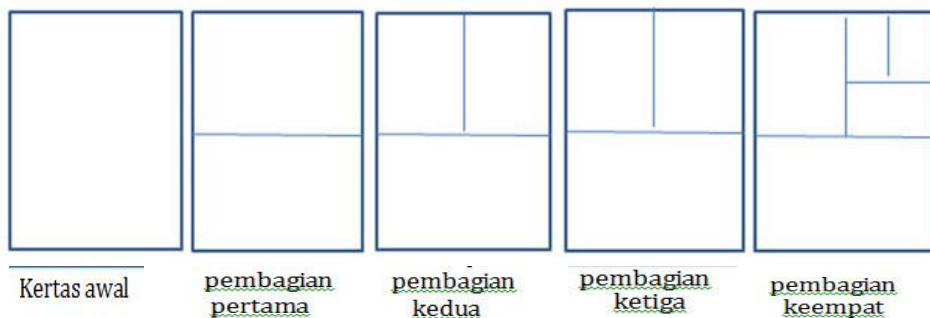 Kertas awal
pembagian
pertama
pembagian
kedua
pembagian
ketiga
pembagian
keempat